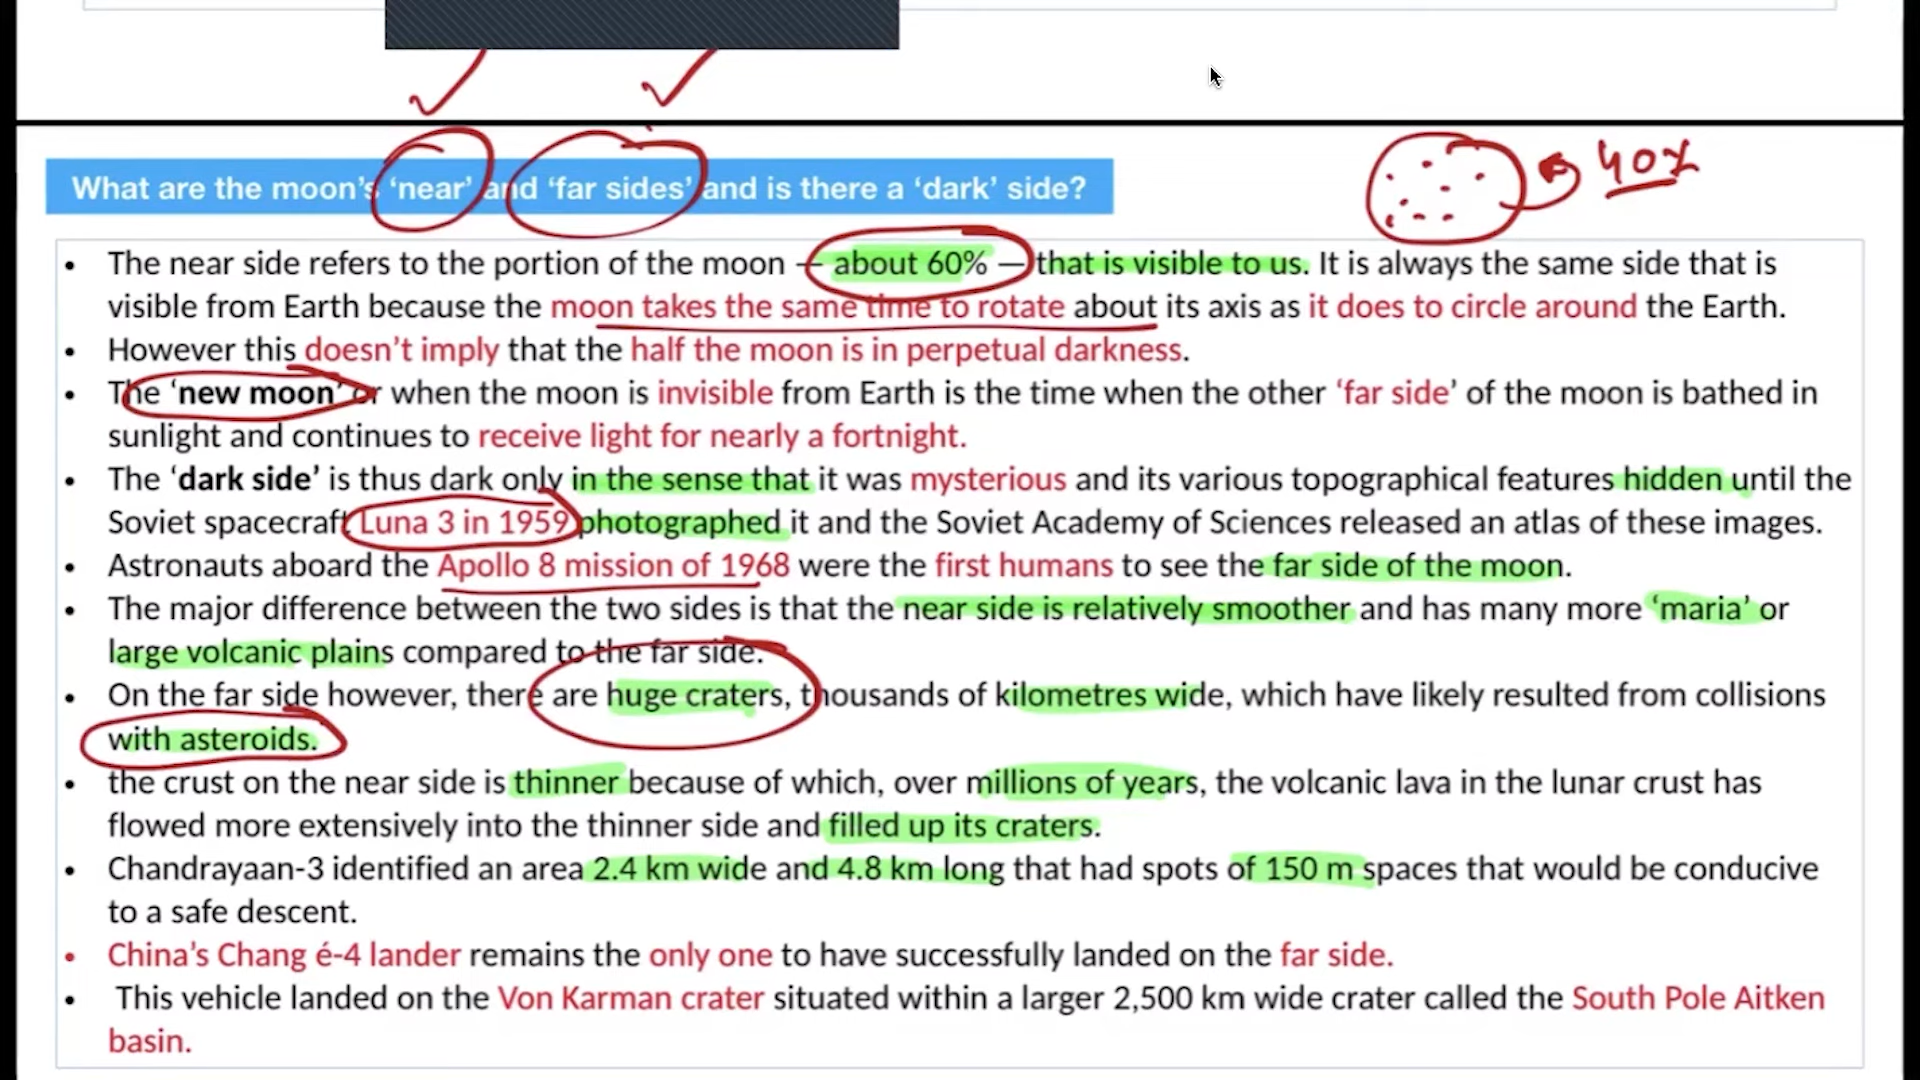 What are the moon's 'near' and 'far sides' and is there a 'dark' side?
40%
• The near side refers to the portion of the moon — about 60% — that is visible to us. It is always the same side that is
visible from Earth because the moon takes the same time to rotate about its axis as it does to circle around the Earth.
• However this doesn't imply that the half the moon is in perpetual darkness.
• The 'new moon' or when the moon is invisible from Earth is the time when the other 'far side' of the moon is bathed in
sunlight and continues to receive light for nearly a fortnight.
• The 'dark side' is thus dark only in the sense that it was mysterious and its various topographical features hidden until the
Soviet spacecraft Luna 3 in 1959 photographed it and the Soviet Academy of Sciences released an atlas of these images.
• Astronauts aboard the Apollo 8 mission of 1968 were the first humans to see the far side of the moon.
• The major difference between the two sides is that the near side is relatively smoother and has many more 'maria' or
large volcanic plains compared to the far side.
• On the far side however, there are huge craters, thousands of kilometres wide, which have likely resulted from collisions
with asteroids.
• the crust on the near side is thinner because of which, over millions of years, the volcanic lava in the lunar crust has
flowed more extensively into the thinner side and filled up its craters.
• Chandrayaan-3 identified an area 2.4 km wide and 4.8 km long that had spots of 150 m spaces that would be conducive
to a safe descent.
• China's Chang é-4 lander remains the only one to have successfully landed on the far side.
• This vehicle landed on the Von Karman crater situated within a larger 2,500 km wide crater called the South Pole Aitken
basin.